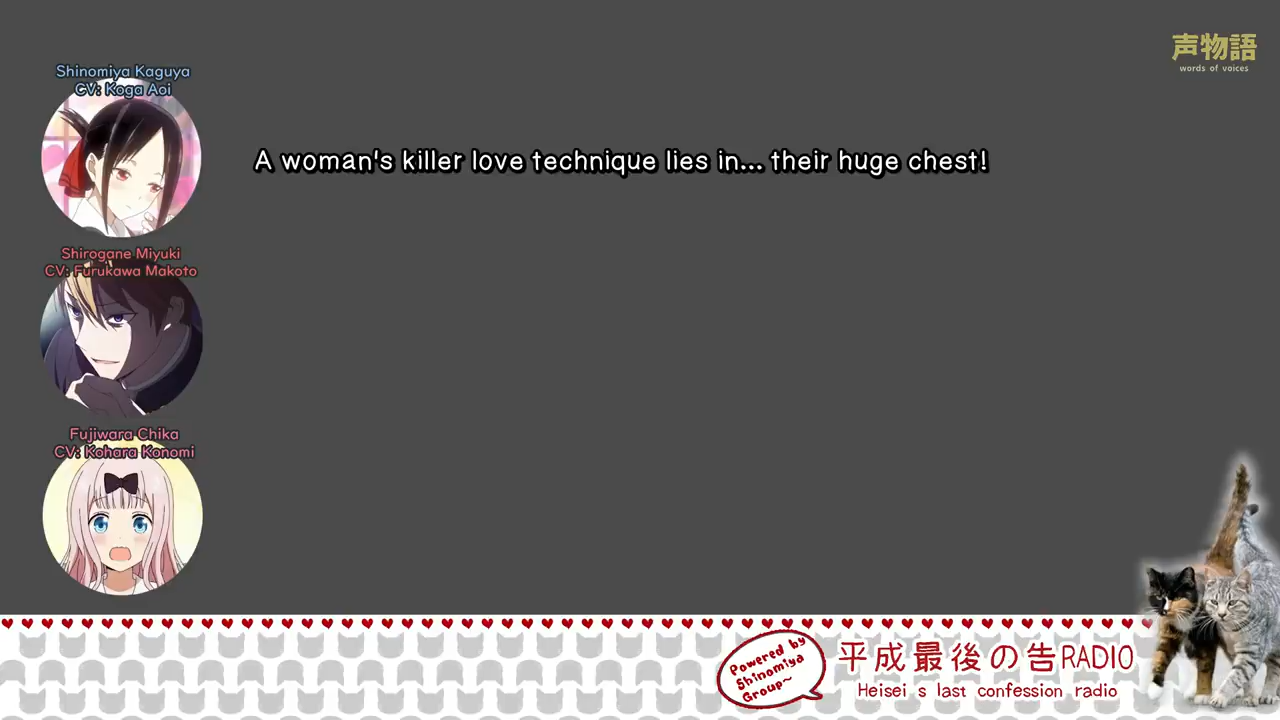 声物語
words of voices
Shinomiya Kaguya
CV: Koga Aoi
A woman's killer love technique lies in... their huge chest!
Shirogane Miyuki
CV: Furukawa Makoto
Fujiwara Chika
CV: Kohara Konomi
Powered by
Shinomiya
Group~
平成最後の告RADIO
Heisei s last confession radio